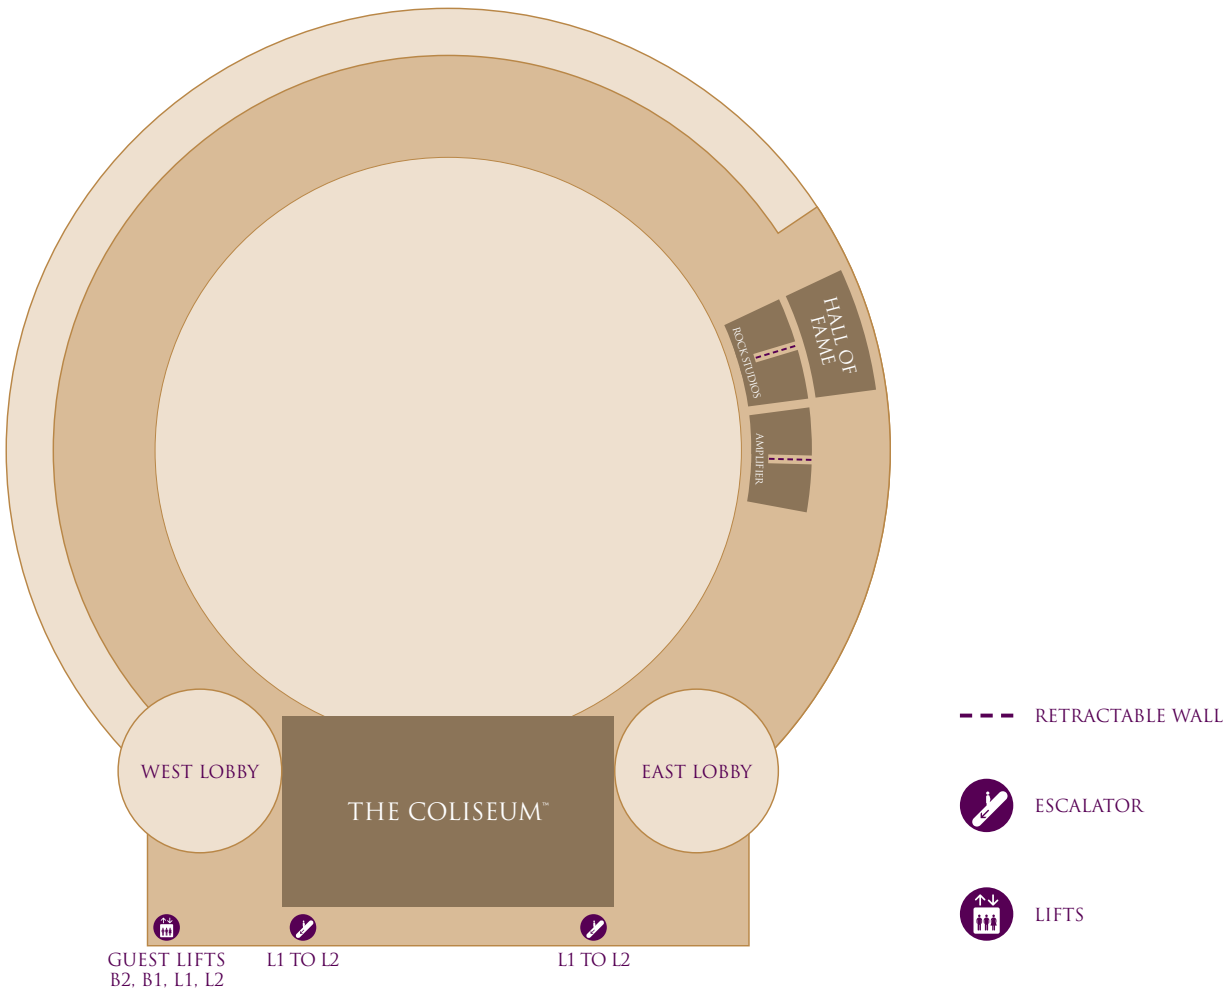 HALL OF
FAME
ROCK STUDIOS
AMPLIFIER
WEST LOBBY
EAST LOBBY
THE COLISEUM™
GUEST LIFTS
B2, B1, L1, L2
L1 TO L2
L1 TO L2
RETRACTABLE WALL
ESCALATOR
LIFTS